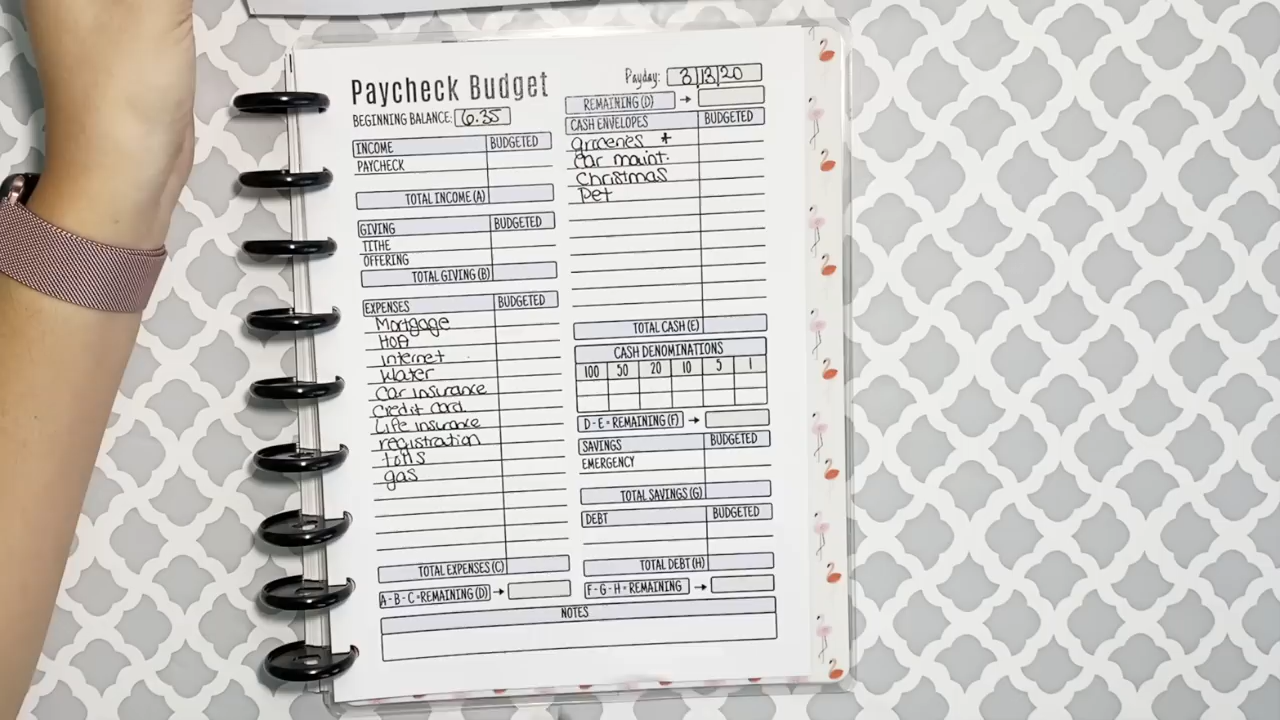 Paycheck Budget
Payday: 3/13/20
BEGINNING BALANCE: 6.35
INCOME BUDGETED
PAYCHECK
TOTAL INCOME (A)
GIVING BUDGETED
TITHE
OFFERING
TOTAL GIVING (B)
EXPENSES BUDGETED
Mortgage
HOA
internet
Water
Car insurance
Credit card
Life insurance
registration
tolls
gas
TOTAL EXPENSES (C)
A - B - C = REMAINING (D) →
REMAINING (D) →
CASH ENVELOPES BUDGETED
groceries +
Car maint.
Christmas
Pet
TOTAL CASH (E)
CASH DENOMINATIONS
100 50 20 10 5 1
D - E = REMAINING (F) →
SAVINGS BUDGETED
EMERGENCY
TOTAL SAVINGS (G)
DEBT BUDGETED
TOTAL DEBT (H)
F - G - H = REMAINING →
NOTES